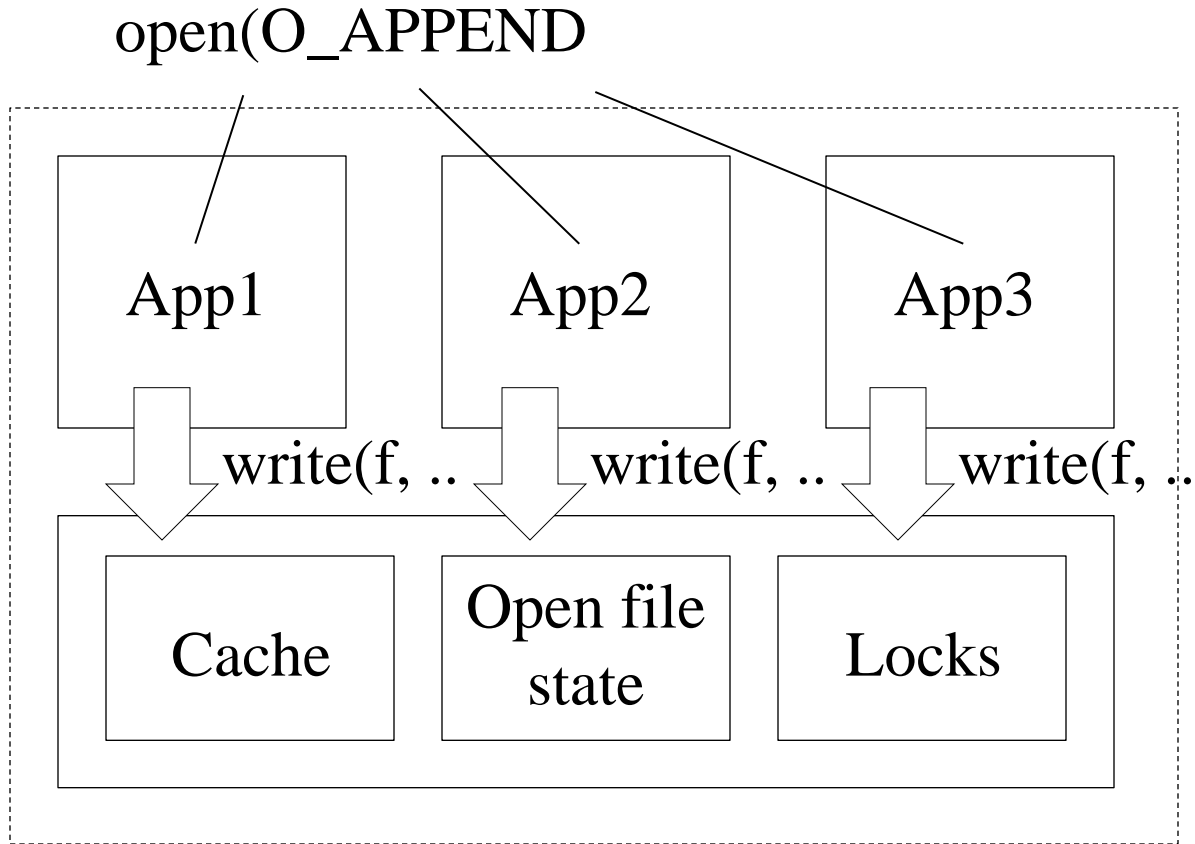 open(O_APPEND
App1
App2
App3
write(f, ..
write(f, ..
write(f, ..
Cache
Open file
state
Locks